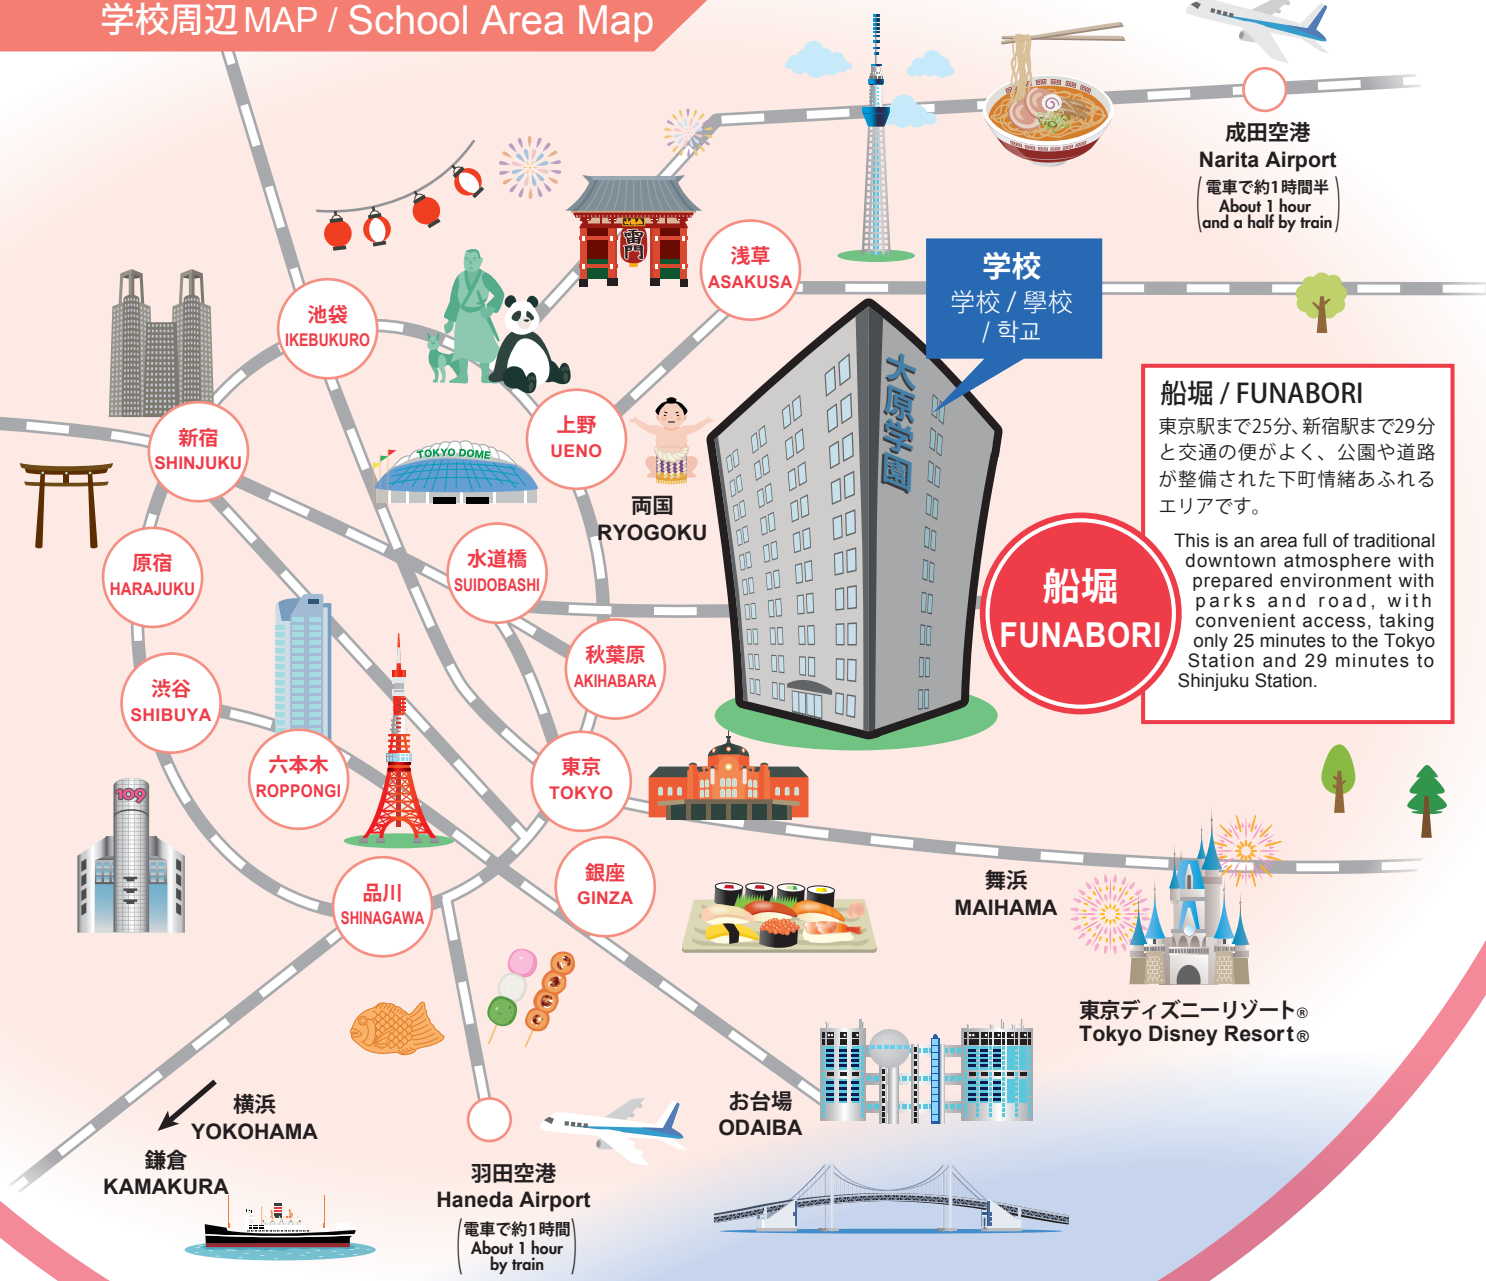 学校周辺 MAP / School Area Map
成田空港
Narita Airport
電車で約1時間半
About 1 hour
and a half by train
雷門
浅草
ASAKUSA
学校
学校 / 學校
/ 학교
池袋
IKEBUKURO
大原学園
船堀 / FUNABORI
東京駅まで25分、新宿駅まで29分
と交通の便がよく、公園や道路
が整備された下町情緒あふれる
エリアです。
This is an area full of traditional
downtown atmosphere with
prepared environment with
parks and road, with
convenient access, taking
only 25 minutes to the Tokyo
Station and 29 minutes to
Shinjuku Station.
新宿
SHINJUKU
上野
UENO
TOKYO DOME
両国
RYOGOKU
原宿
HARAJUKU
水道橋
SUIDOBASHI
船堀
FUNABORI
秋葉原
AKIHABARA
渋谷
SHIBUYA
六本木
ROPPONGI
東京
TOKYO
109
銀座
GINZA
品川
SHINAGAWA
舞浜
MAIHAMA
東京ディズニーリゾート®
Tokyo Disney Resort®
お台場
ODAIBA
横浜
YOKOHAMA
鎌倉
KAMAKURA
羽田空港
Haneda Airport
電車で約1時間
About 1 hour
by train